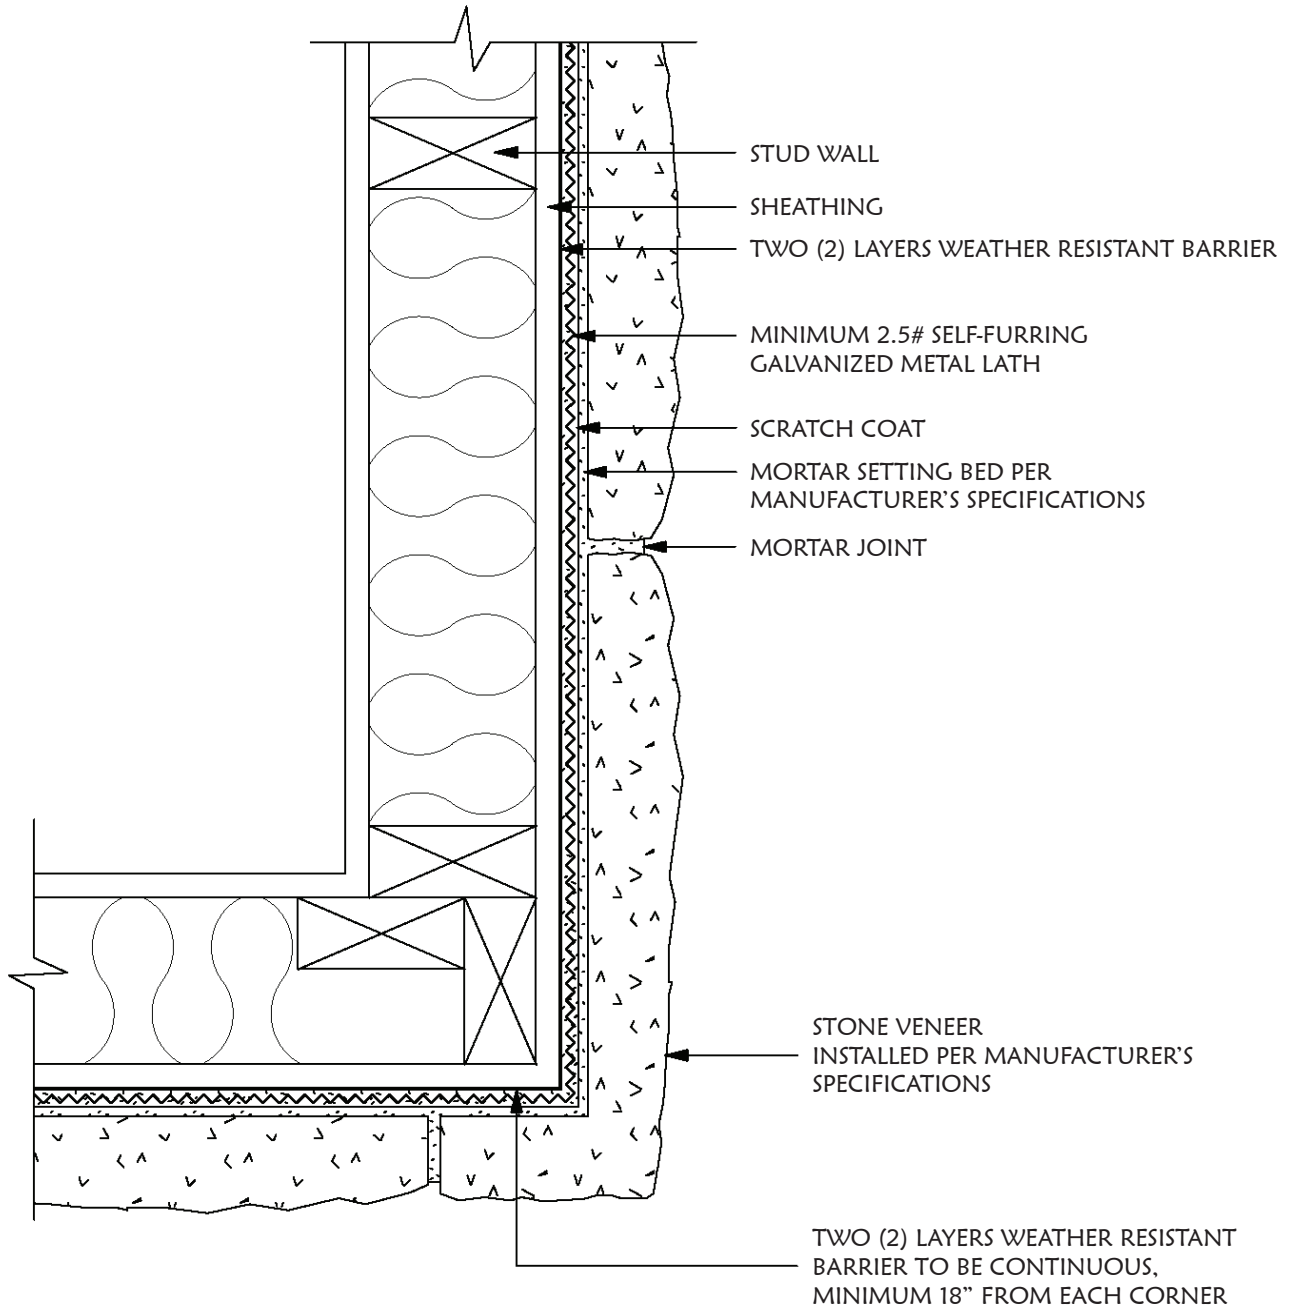 STUD WALL
SHEATHING
TWO (2) LAYERS WEATHER RESISTANT BARRIER
MINIMUM 2.5# SELF-FURRING
GALVANIZED METAL LATH
SCRATCH COAT
MORTAR SETTING BED PER
MANUFACTURER'S SPECIFICATIONS
MORTAR JOINT
STONE VENEER
INSTALLED PER MANUFACTURER'S
SPECIFICATIONS
TWO (2) LAYERS WEATHER RESISTANT
BARRIER TO BE CONTINUOUS,
MINIMUM 18" FROM EACH CORNER